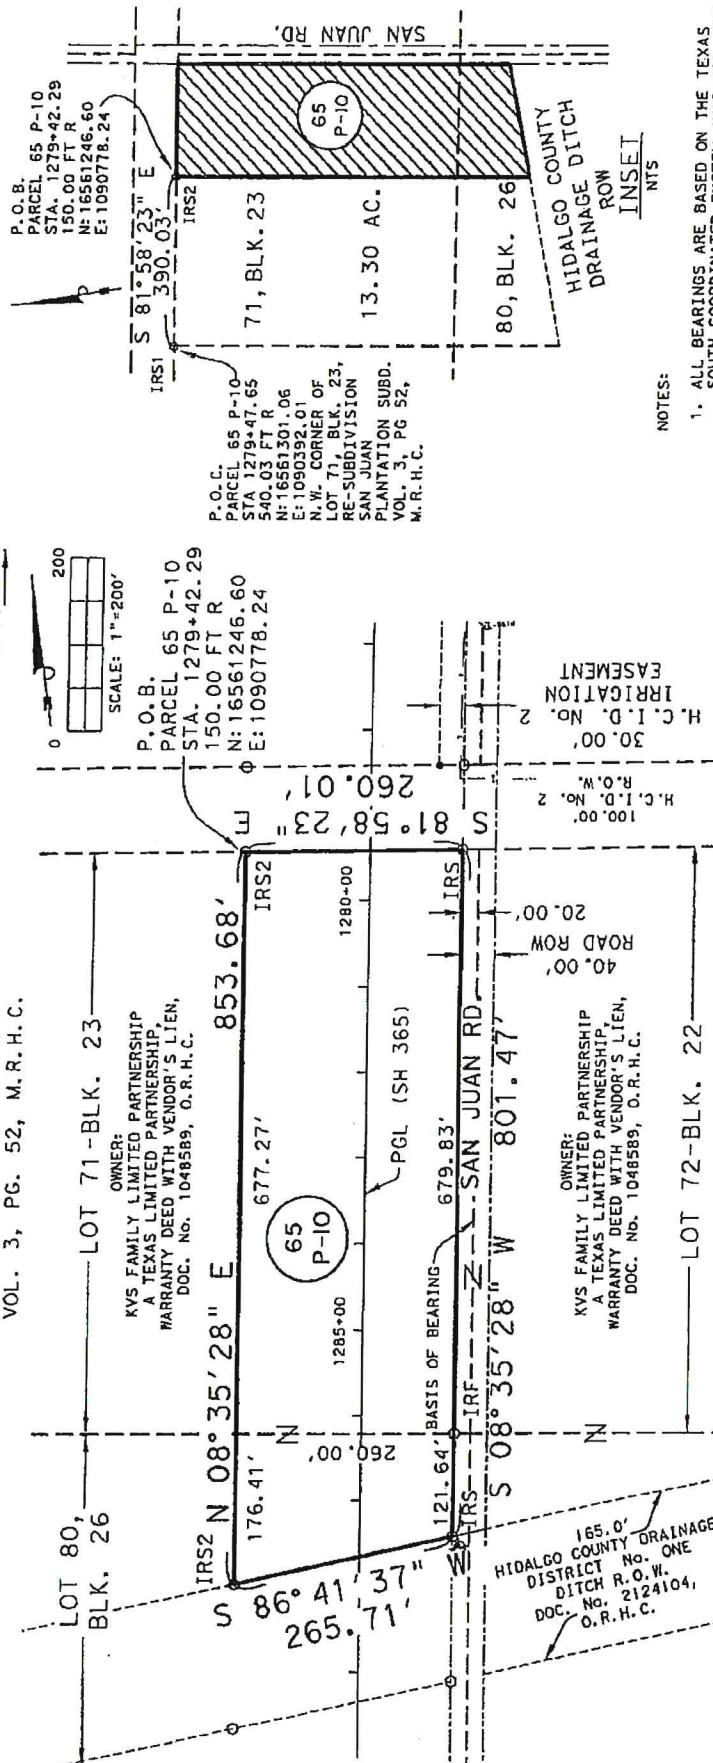 VOL. 3, PG. 52, M.R.H.C.
LOT 80,
BLK. 26
LOT 71-BLK. 23
OWNER:
KVS FAMILY LIMITED PARTNERSHIP
A TEXAS LIMITED PARTNERSHIP,
WARRANTY DEED WITH VENDOR'S LIEN,
DOC. No. 1048589, O.R.H.C.
0
200
SCALE: 1"=200'
P.O.B.
PARCEL 65 P-10
STA. 1279+42.29
150.00 FT R
N:16561246.60
E:1090778.24
IRS2
N 08°35'28" E
853.68'
IRS2
176.41'
677.27'
S 86°41'37" W
265.71'
S 81°58'23" E
260.01'
65
P-10
260.00'
1285+00
1280+00
PGL (SH 365)
121.64'
BASIS OF BEARING
679.83'
IRS
IRF
IRS
SAN JUAN RD.
S 08°35'28" W
801.47'
20.00'
40.00'
ROAD ROW
100.00'
H.C.I.D. No. 2
R.O.W.
30.00'
H.C.I.D. No. 2
IRRIGATION
EASEMENT
OWNER:
KVS FAMILY LIMITED PARTNERSHIP
A TEXAS LIMITED PARTNERSHIP,
WARRANTY DEED WITH VENDOR'S LIEN,
DOC. No. 1048589, O.R.H.C.
LOT 72-BLK. 22
165.0'
HIDALGO COUNTY DRAINAGE
DISTRICT No. ONE
DITCH R.O.W.
DOC. No. 2124104,
O.R.H.C.
P.O.B.
PARCEL 65 P-10
STA. 1279+42.29
150.00 FT R
N:16561246.60
E:1090778.24
S 81°58'23" E
390.03'
IRS1
IRS2
SAN JUAN RD.
65
P-10
71, BLK. 23
13.30 AC.
80, BLK. 26
HIDALGO COUNTY
DRAINAGE DITCH
ROW
INSET
NTS
P.O.C.
PARCEL 65 P-10
STA 1279+47.65
540.03 FT R
N:16561301.06
E:1090392.01
N.W. CORNER OF
LOT 71, BLK. 23,
RE-SUBDIVISION
SAN JUAN
PLANTATION SUBD.
VOL. 3, PG 52,
M.R.H.C.
NOTES:
1. ALL BEARINGS ARE BASED ON THE TEXAS